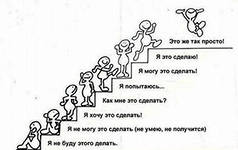 Это же так просто!
Я это сделаю!
Я могу это сделать!
Я попытаюсь...
Как мне это сделать?
Я хочу это сделать!
Я не могу это сделать (не умею, не получится)
Я не буду этого делать.